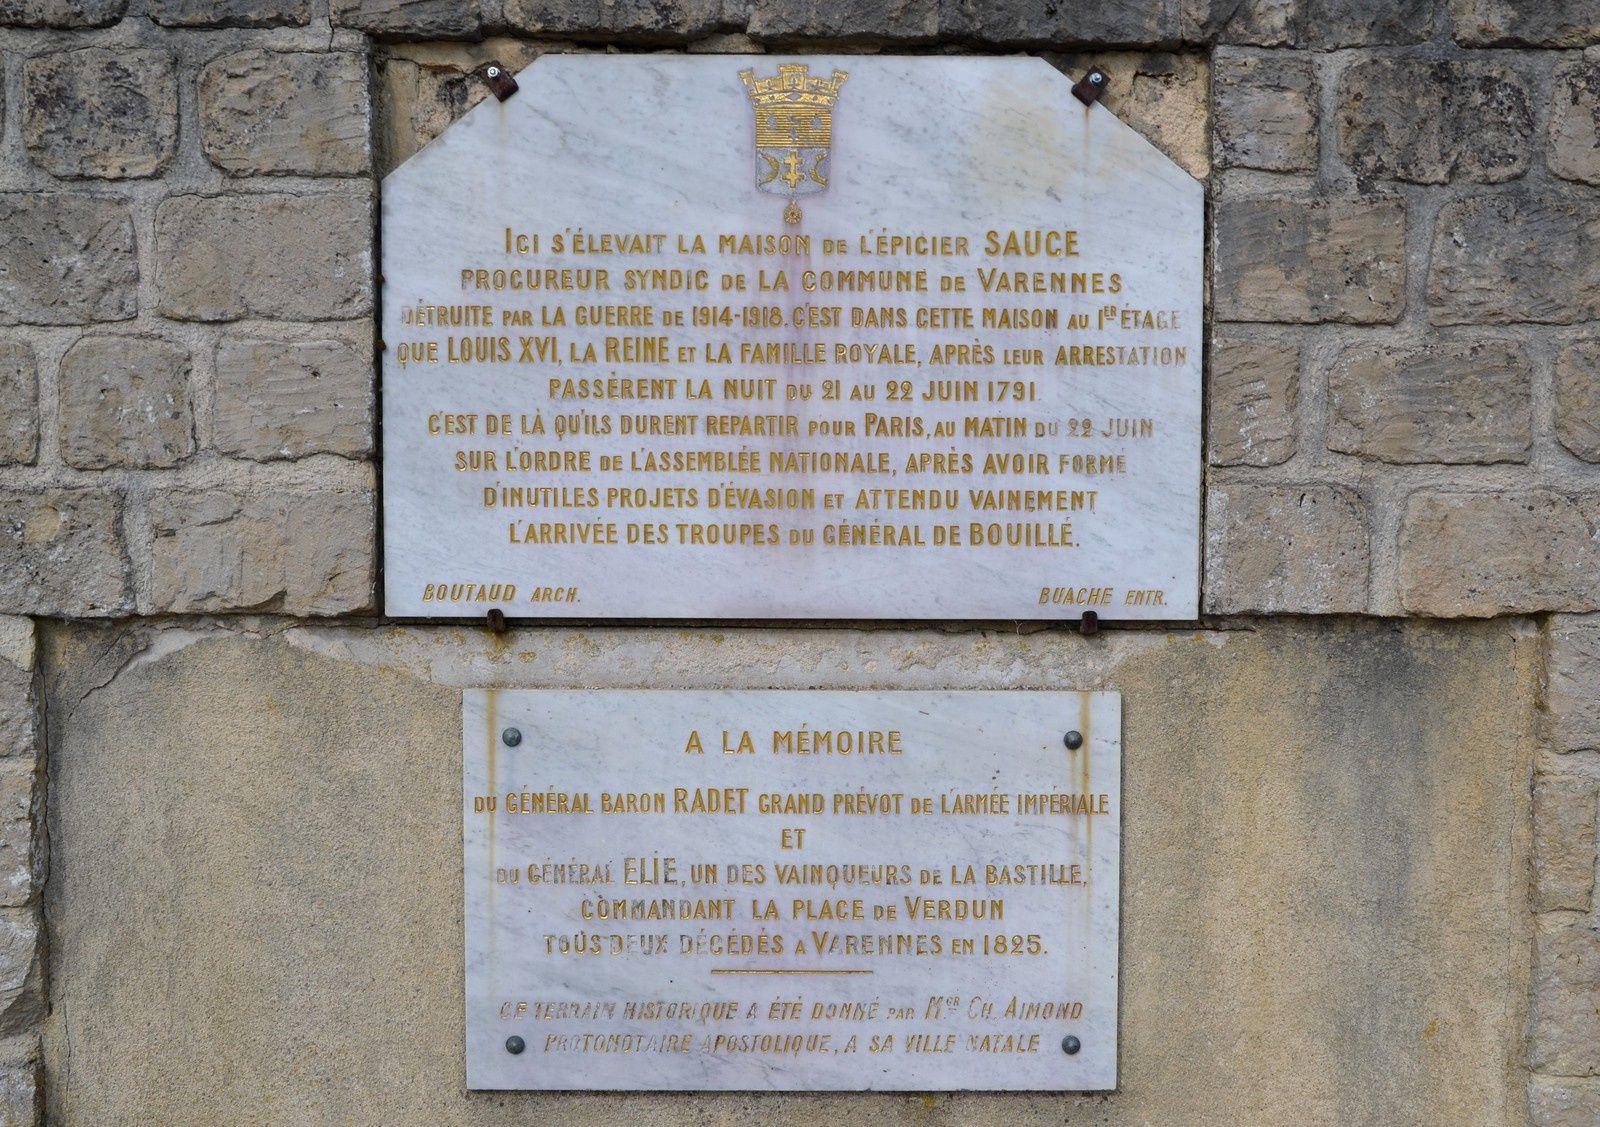 ICI S'ÉLEVAIT LA MAISON DE L'ÉPICIER SAUCE
PROCUREUR SYNDIC DE LA COMMUNE DE VARENNES
DÉTRUITE PAR LA GUERRE DE 1914-1918. C'EST DANS CETTE MAISON AU 1ER ÉTAGE
QUE LOUIS XVI, LA REINE ET LA FAMILLE ROYALE, APRÈS LEUR ARRESTATION
PASSÈRENT LA NUIT DU 21 AU 22 JUIN 1791.
C'EST DE LÀ QU'ILS DURENT REPARTIR POUR PARIS, AU MATIN DU 22 JUIN
SUR L'ORDRE DE L'ASSEMBLÉE NATIONALE, APRÈS AVOIR FORMÉ
D'INUTILES PROJETS D'ÉVASION ET ATTENDU VAINEMENT
L'ARRIVÉE DES TROUPES DU GÉNÉRAL DE BOUILLÉ.
BOUTAUD ARCH. BUACHE ENTR.
A LA MÉMOIRE
DU GÉNÉRAL BARON RADET GRAND PRÉVOT DE L'ARMÉE IMPÉRIALE
ET
DU GÉNÉRAL ELIE, UN DES VAINQUEURS DE LA BASTILLE,
COMMANDANT LA PLACE DE VERDUN
TOUS DEUX DÉCÉDÉS A VARENNES EN 1825.
CE TERRAIN HISTORIQUE A ÉTÉ DONNÉ PAR MGR CH. AIMOND
PROTONOTAIRE APOSTOLIQUE, A SA VILLE NATALE